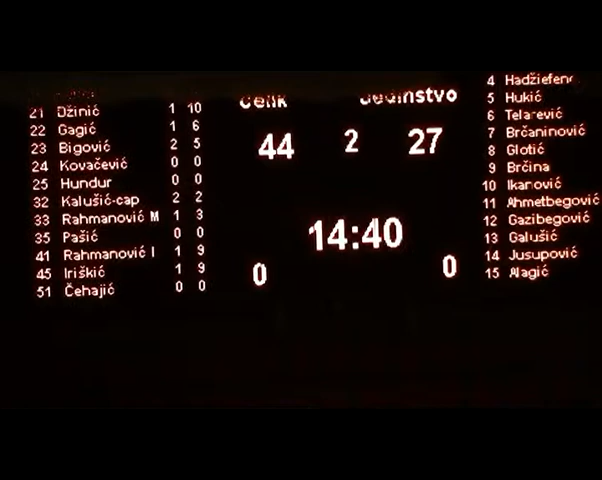 21 Džinić 1 10
22 Gagić 1 6
23 Bigović 2 5
24 Kovačević 0 0
25 Hundur 0 0
32 Kalušić-cap 2 2
33 Rahmanović M 1 3
35 Pašić 0 0
41 Rahmanović I 1 9
45 Iriškić 1 9
51 Čehajić 0 0
Čelik Jedinstvo
44 2 27
14:40
0 0
4
5 Hukić
6
7 Brčaninović
8 Glotić
9 Brčina
10 Ikanović
11 Ahmetbegović
12 Gazibegović
13 Galušić
14 Jusupović
15 Alagić